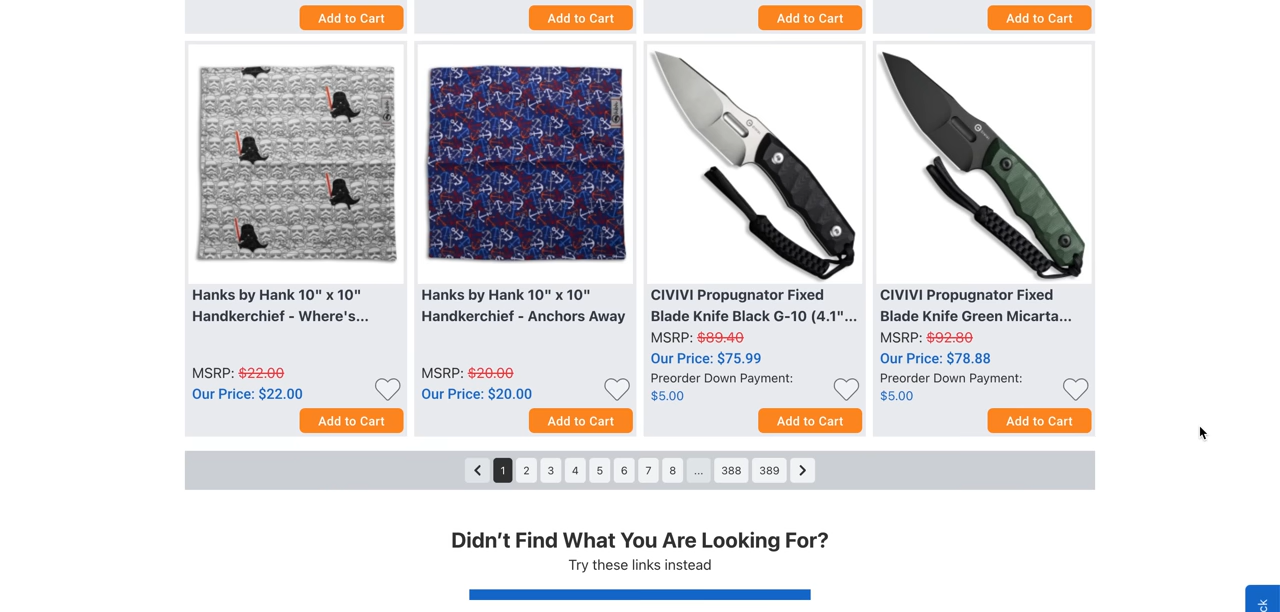 Add to Cart
Add to Cart
Add to Cart
Add to Cart
Hanks by Hank 10" x 10"
Handkerchief - Where's...
MSRP: $22.00
Our Price: $22.00
Add to Cart
Hanks by Hank 10" x 10"
Handkerchief - Anchors Away
MSRP: $20.00
Our Price: $20.00
Add to Cart
CIVIVI Propugnator Fixed
Blade Knife Black G-10 (4.1"...
MSRP: $89.40
Our Price: $75.99
Preorder Down Payment:
$5.00
Add to Cart
CIVIVI Propugnator Fixed
Blade Knife Green Micarta...
MSRP: $92.80
Our Price: $78.88
Preorder Down Payment:
$5.00
Add to Cart
1 2 3 4 5 6 7 8 ... 388 389
Didn't Find What You Are Looking For?
Try these links instead